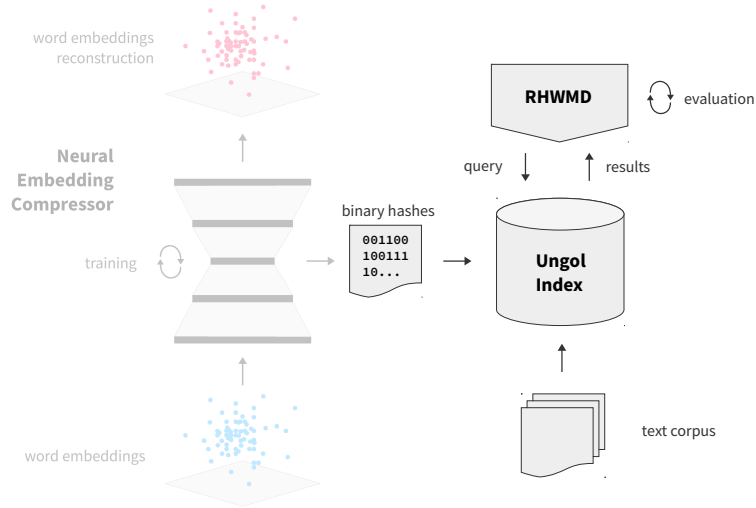 word embeddings
reconstruction
RHWMD
evaluation
Neural
Embedding
Compressor
query
results
binary hashes
001100
100111
10...
training
Ungol
Index
text corpus
word embeddings